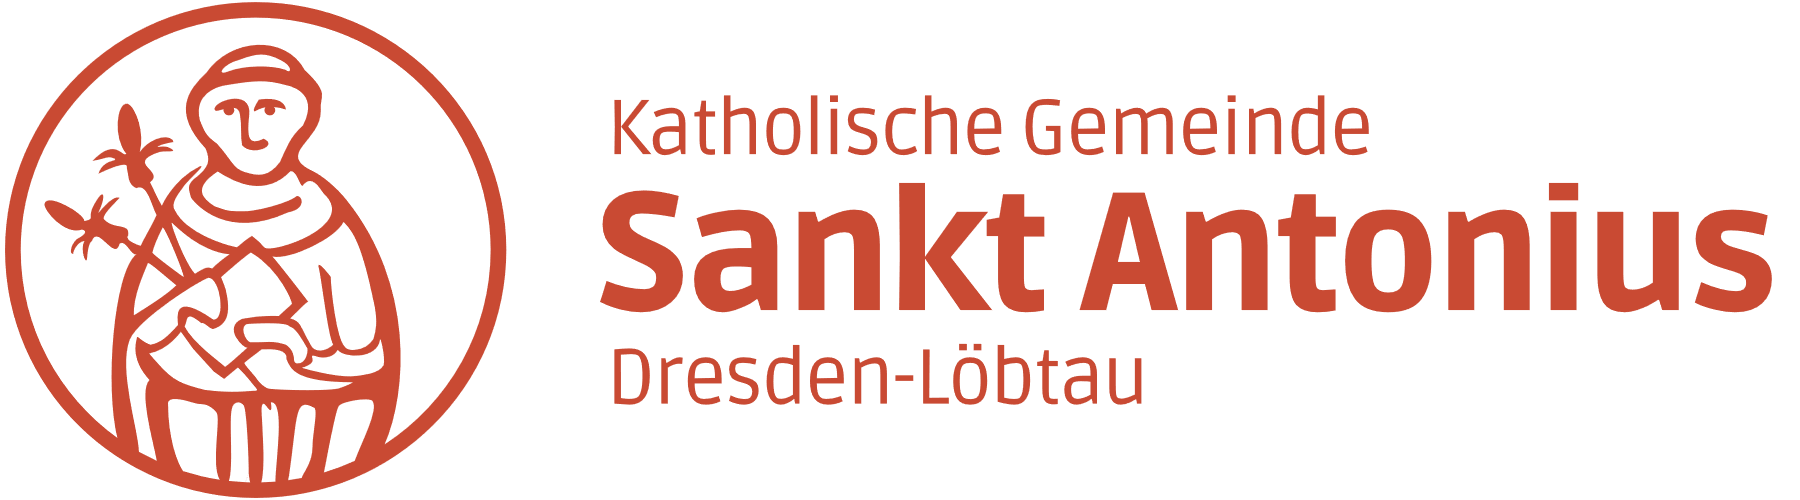 Katholische Gemeinde
Sankt Antonius
Dresden-Löbtau